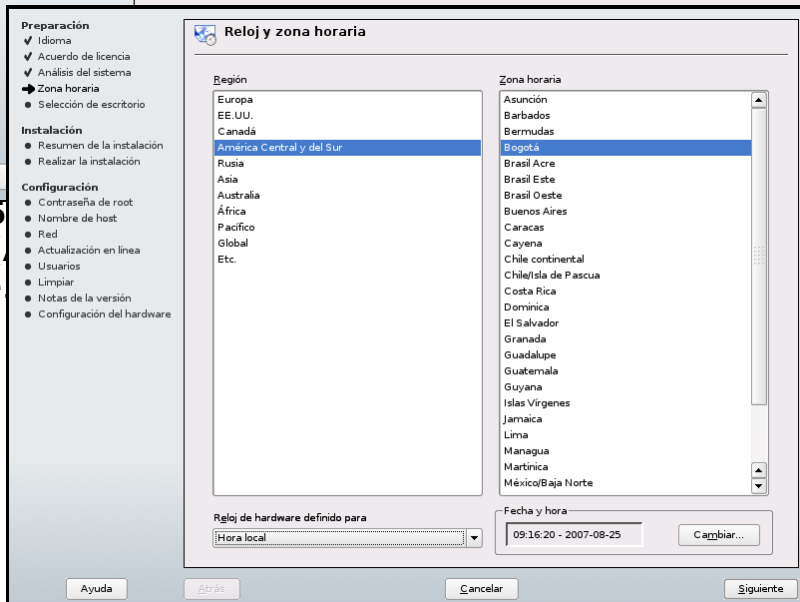 Preparación
Idioma
Acuerdo de licencia
Análisis del sistema
Zona horaria
Selección de escritorio
Instalación
Resumen de la instalación
Realizar la instalación
Configuración
Contraseña de root
Nombre de host
Red
Actualización en línea
Usuarios
Limpiar
Notas de la versión
Configuración del hardware
Reloj y zona horaria
Región
Europa
EE.UU.
Canadá
América Central y del Sur
Rusia
Asia
Australia
África
Pacífico
Global
Etc.
Zona horaria
Asunción
Barbados
Bermudas
Bogotá
Brasil Acre
Brasil Este
Brasil Oeste
Buenos Aires
Caracas
Cayena
Chile continental
Chile/Isla de Pascua
Costa Rica
Dominica
El Salvador
Granada
Guadalupe
Guatemala
Guyana
Islas Vírgenes
Jamaica
Lima
Managua
Martinica
México/Baja Norte
Reloj de hardware definido para
Hora local
Fecha y hora
09:16:20 - 2007-08-25
Cambiar...
Ayuda
Atrás
Cancelar
Siguiente